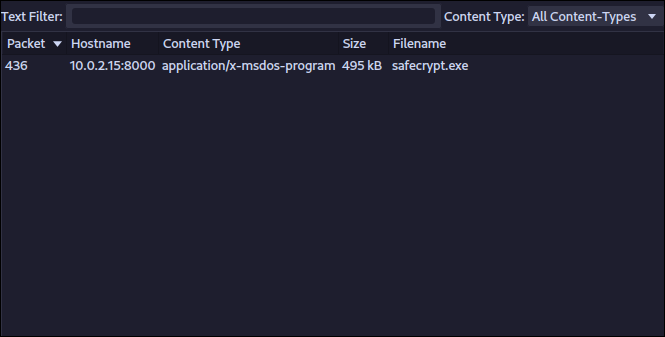 Text Filter: Content Type: All Content-Types
Packet Hostname Content Type Size Filename
436 10.0.2.15:8000 application/x-msdos-program 495 kB safecrypt.exe